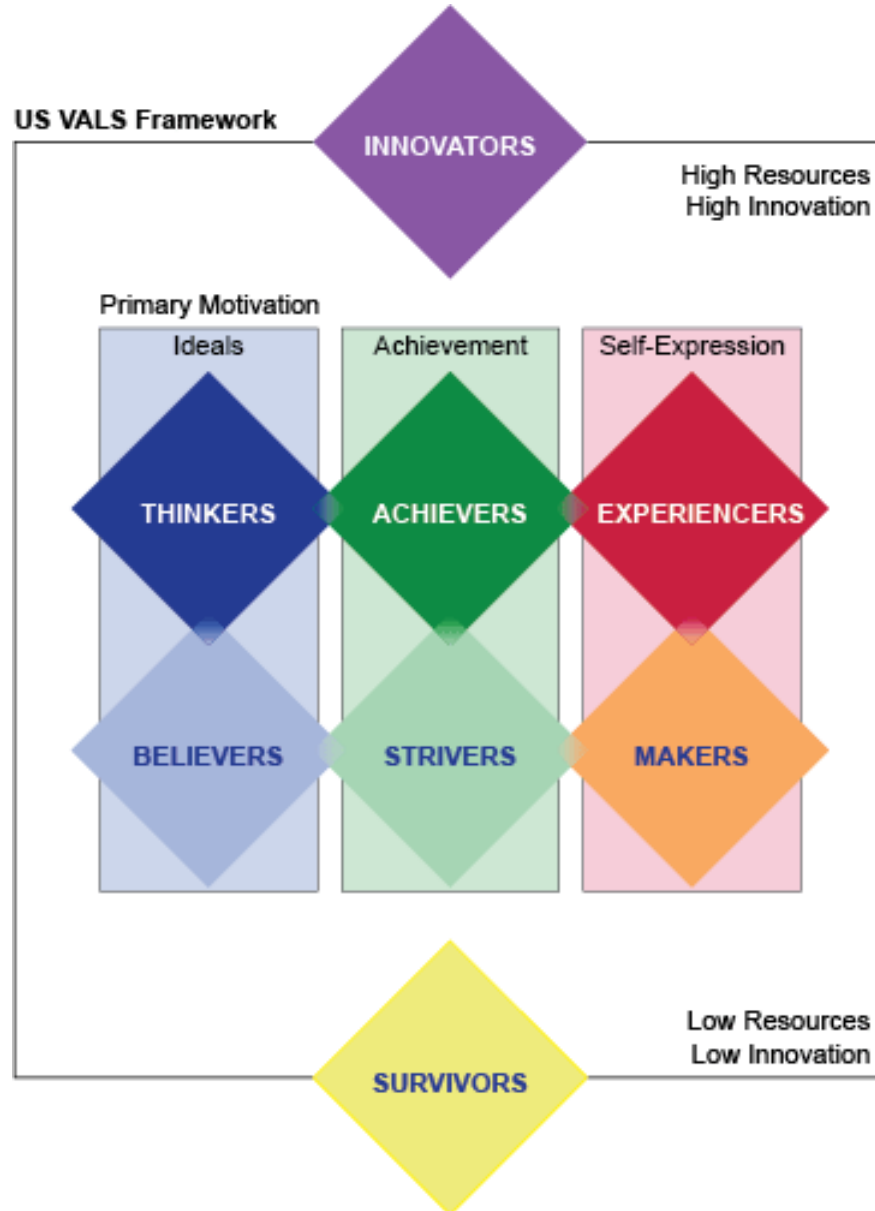 US VALS Framework
INNOVATORS
High Resources
High Innovation
Primary Motivation
Ideals
Achievement
Self-Expression
THINKERS
ACHIEVERS
EXPERIENCERS
BELIEVERS
STRIVERS
MAKERS
Low Resources
Low Innovation
SURVIVORS